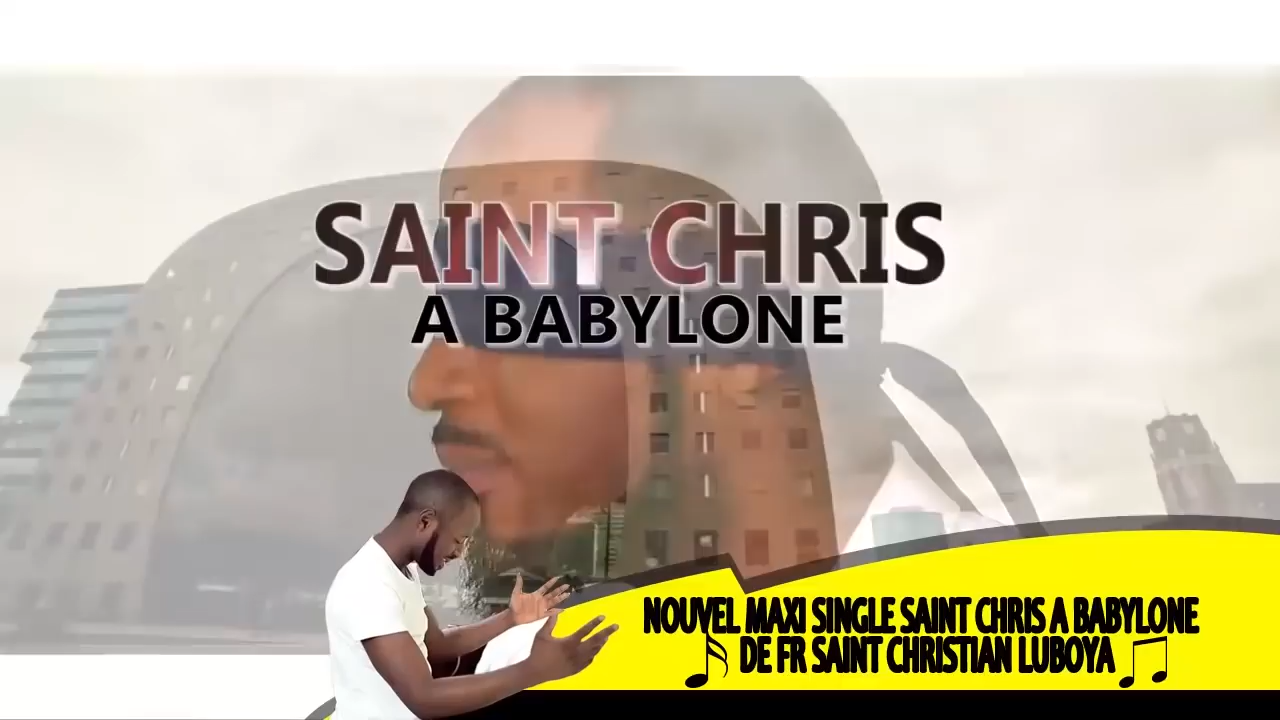 SAINT CHRIS
A BABYLONE
NOUVEL MAXI SINGLE SAINT CHRIS A BABYLONE
DE FR SAINT CHRISTIAN LUBOYA